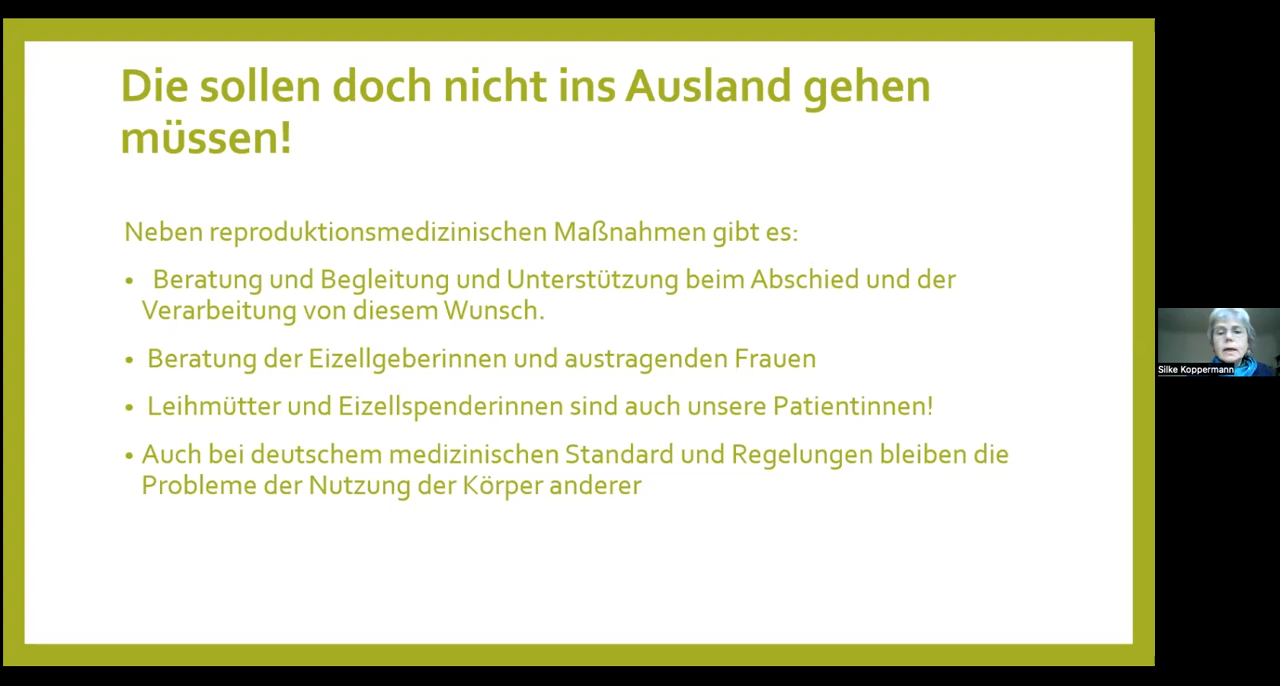 Die sollen doch nicht ins Ausland gehen
müssen!
Neben reproduktionsmedizinischen Maßnahmen gibt es:
• Beratung und Begleitung und Unterstützung beim Abschied und der
Verarbeitung von diesem Wunsch.
• Beratung der Eizellgeberinnen und austragenden Frauen
• Leihmütter und Eizellspenderinnen sind auch unsere Patientinnen!
• Auch bei deutschem medizinischen Standard und Regelungen bleiben die
Probleme der Nutzung der Körper anderer
Silke Koppermann